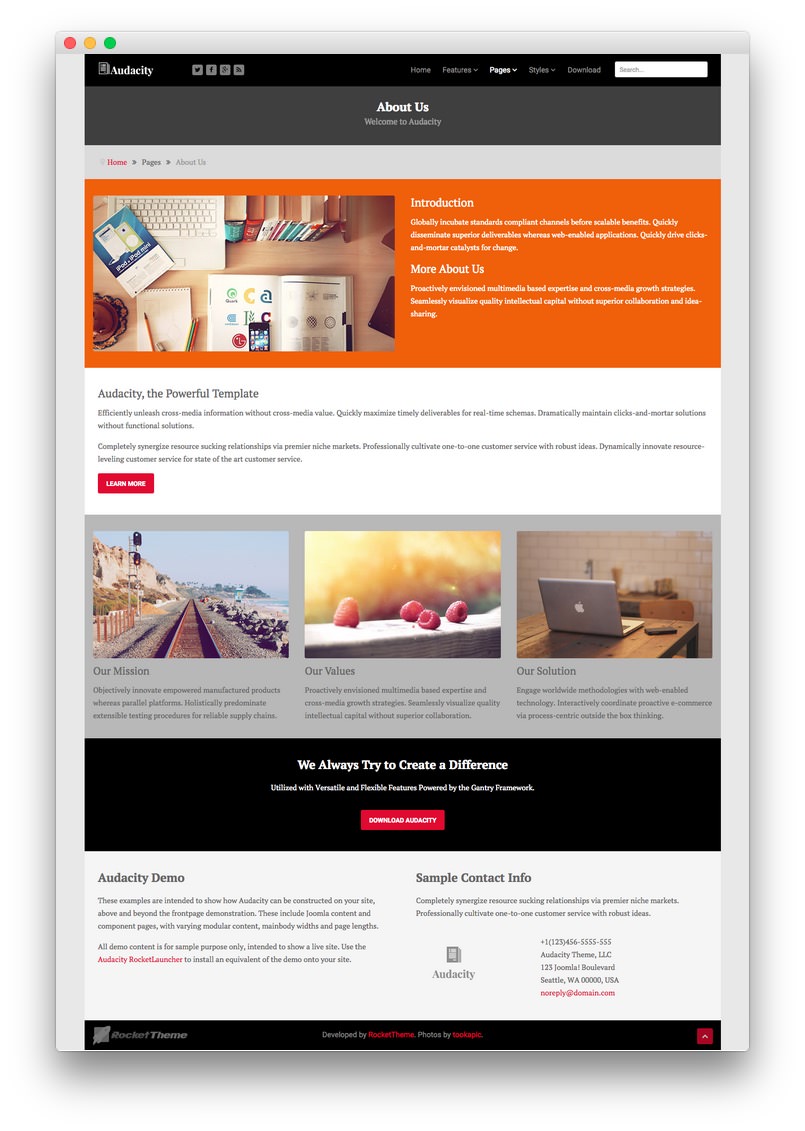 Audacity
Home Features Pages Styles Download Search...
About Us
Welcome to Audacity
Home » Pages » About Us
iPod + iPad mini
Introduction
Globally incubate standards compliant channels before scalable benefits. Quickly
disseminate superior deliverables whereas web-enabled applications. Quickly drive clicks-
and-mortar catalysts for change.
More About Us
Proactively envisioned multimedia based expertise and cross-media growth strategies.
Seamlessly visualize quality intellectual capital without superior collaboration and idea-
sharing.
Audacity, the Powerful Template
Efficiently unleash cross-media information without cross-media value. Quickly maximize timely deliverables for real-time schemas. Dramatically maintain clicks-and-mortar solutions
without functional solutions.
Completely synergize resource sucking relationships via premier niche markets. Professionally cultivate one-to-one customer service with robust ideas. Dynamically innovate resource-
leveling customer service for state of the art customer service.
LEARN MORE
Our Mission
Objectively innovate empowered manufactured products
whereas parallel platforms. Holistically predominate
extensible testing procedures for reliable supply chains.
Our Values
Proactively envisioned multimedia based expertise and
cross-media growth strategies. Seamlessly visualize quality
intellectual capital without superior collaboration.
Our Solution
Engage worldwide methodologies with web-enabled
technology. Interactively coordinate proactive e-commerce
via process-centric outside the box thinking.
We Always Try to Create a Difference
Utilized with Versatile and Flexible Features Powered by the Gantry Framework.
DOWNLOAD AUDACITY
Audacity Demo
These examples are intended to show how Audacity can be constructed on your site,
above and beyond the frontpage demonstration. These include Joomla content and
component pages, with varying modular content, mainbody widths and page lengths.
All demo content is for sample purpose only, intended to show a live site. Use the
Audacity RocketLauncher to install an equivalent of the demo onto your site.
Sample Contact Info
Completely synergize resource sucking relationships via premier niche markets.
Professionally cultivate one-to-one customer service with robust ideas.
Audacity
+1(123)456-5555-555
Audacity Theme, LLC
123 Joomla! Boulevard
Seattle, WA 00000, USA
noreply@domain.com
RocketTheme
Developed by RocketTheme. Photos by tookapic.